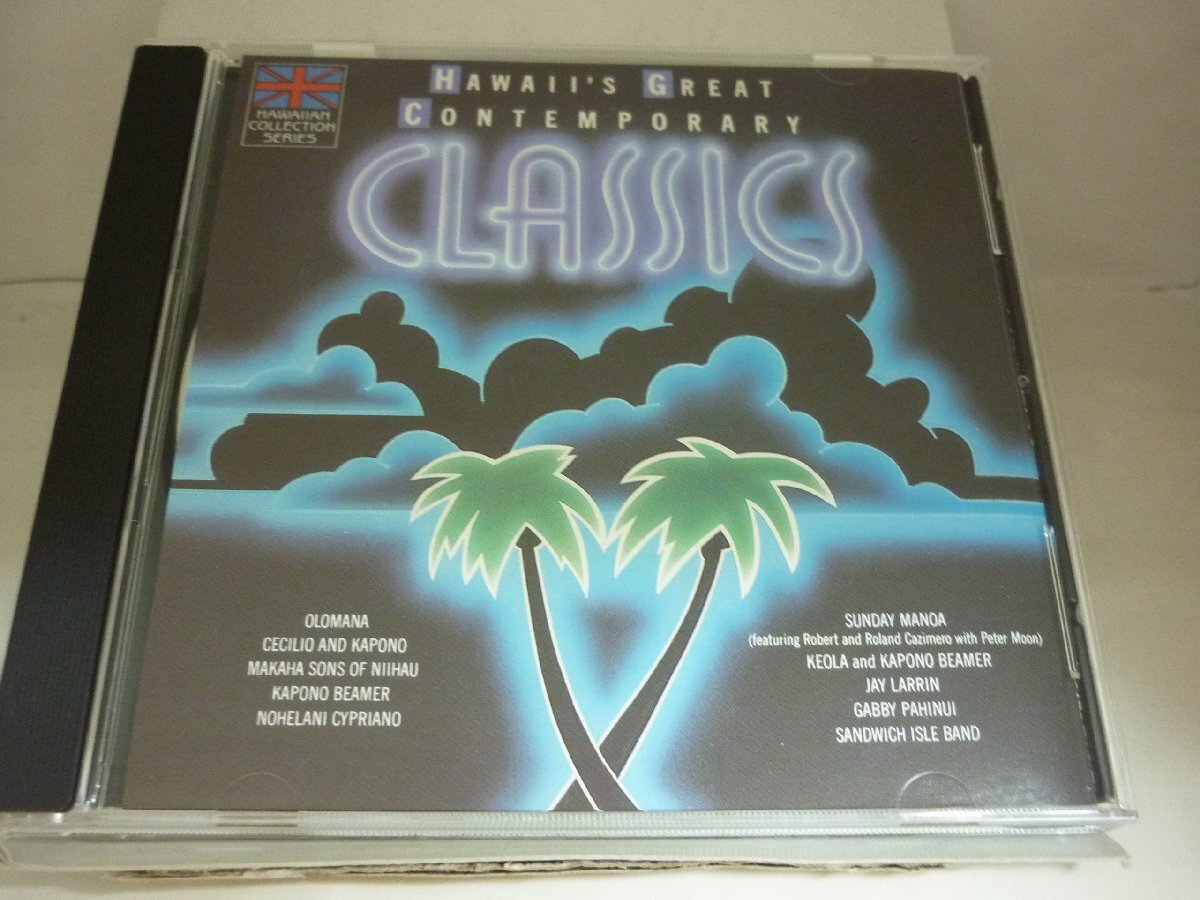 HAWAII'S GREAT
CONTEMPORARY
CLASSICS
HAWAIIAN
COLLECTION
SERIES
OLOMANA
CECILIO AND KAPONO
MAKAHA SONS OF NIIHAU
KAPONO BEAMER
NOHELANI CYPRIANO
SUNDAY MANOA
(featuring Robert and Roland Cazimero with Peter Moon)
KEOLA and KAPONO BEAMER
JAY LARRIN
GABBY PAHINUI
SANDWICH ISLE BAND